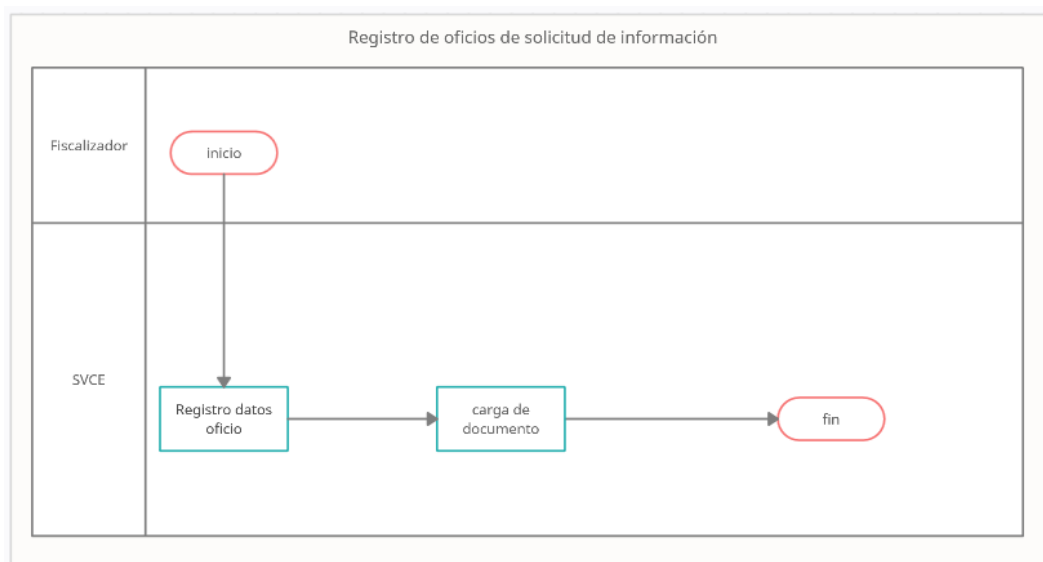 Registro de oficios de solicitud de información
Fiscalizador
inicio
SVCE
Registro datos
oficio
carga de
documento
fin